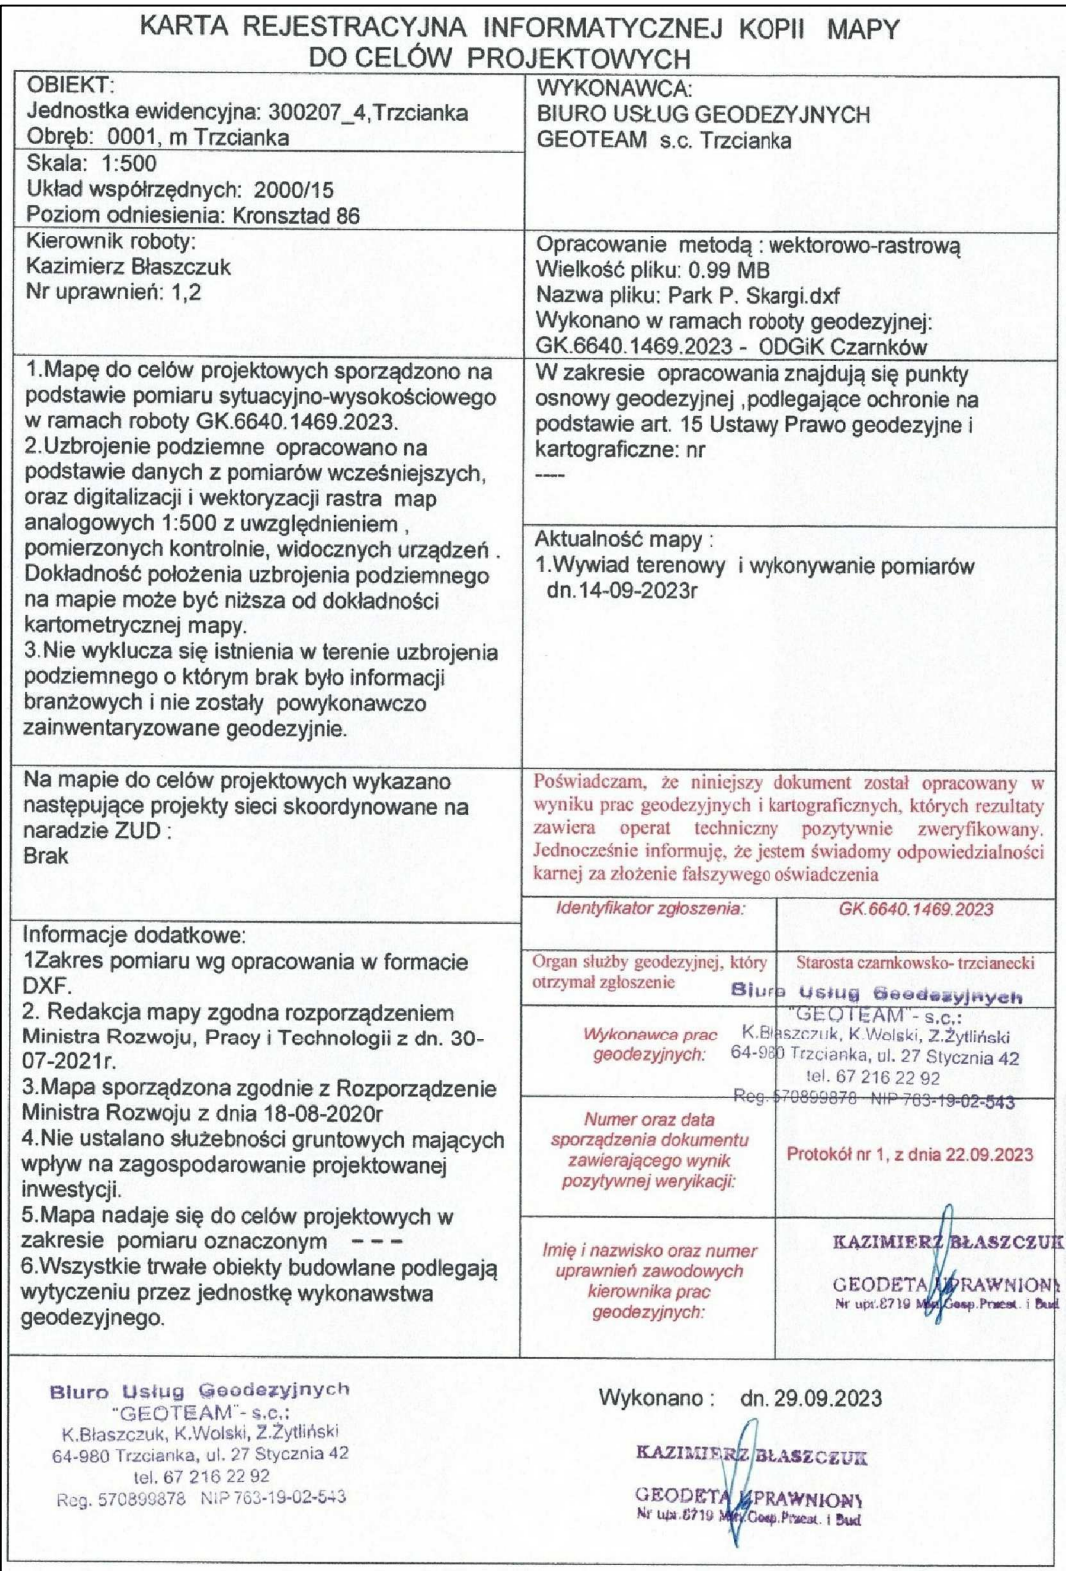 KARTA REJESTRACYJNA INFORMATYCZNEJ KOPII MAPY
DO CELÓW PROJEKTOWYCH
OBIEKT:
Jednostka ewidencyjna: 300207_4,Trzcianka
Obręb: 0001, m Trzcianka
Skala: 1:500
Układ współrzędnych: 2000/15
Poziom odniesienia: Kronsztad 86
WYKONAWCA:
BIURO USŁUG GEODEZYJNYCH
GEOTEAM s.c. Trzcianka
Kierownik roboty:
Kazimierz Błaszczuk
Nr uprawnień: 1,2
Opracowanie metodą : wektorowo-rastrową
Wielkość pliku: 0.99 MB
Nazwa pliku: Park P. Skargi.dxf
Wykonano w ramach roboty geodezyjnej:
GK.6640.1469.2023 - ODGiK Czarnków
1.Mapę do celów projektowych sporządzono na
podstawie pomiaru sytuacyjno-wysokościowego
w ramach roboty GK.6640.1469.2023.
2.Uzbrojenie podziemne opracowano na
podstawie danych z pomiarów wcześniejszych,
oraz digitalizacji i wektoryzacji rastra map
analogowych 1:500 z uwzględnieniem ,
pomierzonych kontrolnie, widocznych urządzeń .
Dokładność położenia uzbrojenia podziemnego
na mapie może być niższa od dokładności
kartometrycznej mapy.
3.Nie wyklucza się istnienia w terenie uzbrojenia
podziemnego o którym brak było informacji
branżowych i nie zostały powykonawczo
zainwentaryzowane geodezyjnie.
W zakresie opracowania znajdują się punkty
osnowy geodezyjnej ,podlegające ochronie na
podstawie art. 15 Ustawy Prawo geodezyjne i
kartograficzne: nr
----
Aktualność mapy :
1.Wywiad terenowy i wykonywanie pomiarów
dn.14-09-2023r
Na mapie do celów projektowych wykazano
następujące projekty sieci skoordynowane na
naradzie ZUD :
Brak
Poświadczam, że niniejszy dokument został opracowany w
wyniku prac geodezyjnych i kartograficznych, których rezultaty
zawiera operat techniczny pozytywnie zweryfikowany.
Jednocześnie informuję, że jestem świadomy odpowiedzialności
karnej za złożenie fałszywego oświadczenia
Identyfikator zgłoszenia:
GK.6640.1469.2023
Organ służby geodezyjnej, który
otrzymał zgłoszenie
Starosta czarnkowsko- trzcianecki
Wykonawca prac
geodezyjnych:
Biuro Usług Geodezyjnych
"GEOTEAM"- s.c.:
K.Błaszczuk, K.Wolski, Z.Żytliński
64-980 Trzcianka, ul. 27 Stycznia 42
tel. 67 216 22 92
Reg. 570899878 NIP 763-19-02-543
Numer oraz data
sporządzenia dokumentu
zawierającego wynik
pozytywnej weryikacji:
Protokół nr 1, z dnia 22.09.2023
Imię i nazwisko oraz numer
uprawnień zawodowych
kierownika prac
geodezyjnych:
KAZIMIERZ BŁASZCZUK
GEODETA UPRAWNIONY
Nr upr.8719 Min.Gosp.Przest. i Bud
Informacje dodatkowe:
1Zakres pomiaru wg opracowania w formacie
DXF.
2. Redakcja mapy zgodna rozporządzeniem
Ministra Rozwoju, Pracy i Technologii z dn. 30-
07-2021r.
3.Mapa sporządzona zgodnie z Rozporządzenie
Ministra Rozwoju z dnia 18-08-2020r
4.Nie ustalano służebności gruntowych mających
wpływ na zagospodarowanie projektowanej
inwestycji.
5.Mapa nadaje się do celów projektowych w
zakresie pomiaru oznaczonym - - -
6.Wszystkie trwałe obiekty budowlane podlegają
wytyczeniu przez jednostkę wykonawstwa
geodezyjnego.
Biuro Usług Geodezyjnych
"GEOTEAM"- s.c.:
K.Błaszczuk, K.Wolski, Z.Żytliński
64-980 Trzcianka, ul. 27 Stycznia 42
tel. 67 216 22 92
Reg. 570899878 NIP 763-19-02-543
Wykonano : dn. 29.09.2023
KAZIMIERZ BŁASZCZUK
GEODETA UPRAWNIONY
Nr upr.8719 Min.Gosp.Przest. i Bud